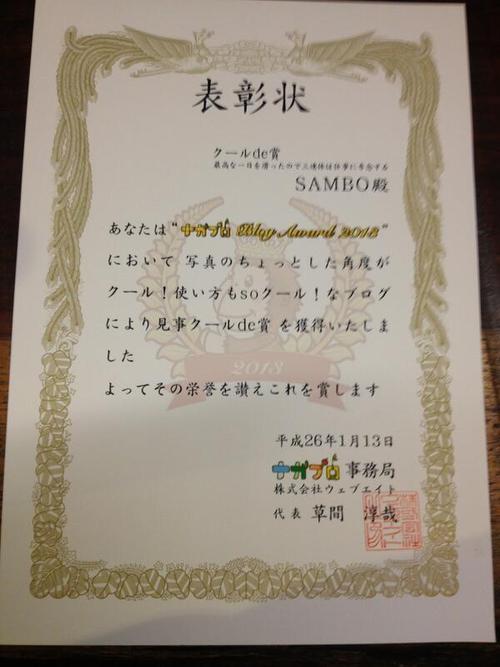 表彰状
クールde賞
SAMBO殿
あなたは“ナガブロ Blog Award 2013”
において 写真のちょっとした角度が
クール！使い方もsoクール！なブログ
により見事クールde賞 を獲得いたしま
した
2013
よってその栄誉を讃えこれを賞します
平成26年1月13日
ナガブロ 事務局
株式会社ウェブエイト
代表 草間 淳哉